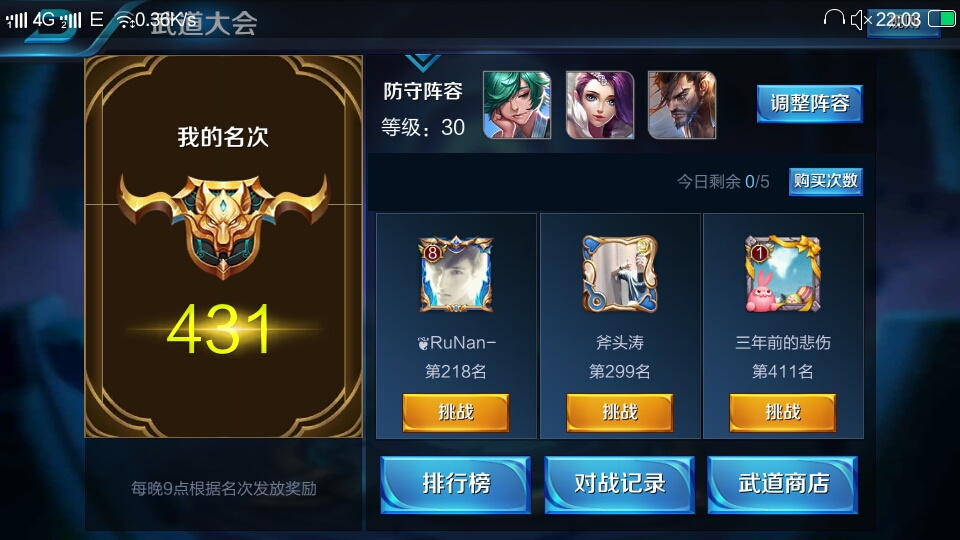 4G E 0.36K/s 22:03
武道大会
我的名次
431
每晚9点根据名次发放奖励
防守阵容
等级：30
调整阵容
今日剩余 0/5
购买次数
8
1
❦RuNan-
斧头涛
三年前的悲伤
第218名
第299名
第411名
挑战
挑战
挑战
排行榜
对战记录
武道商店